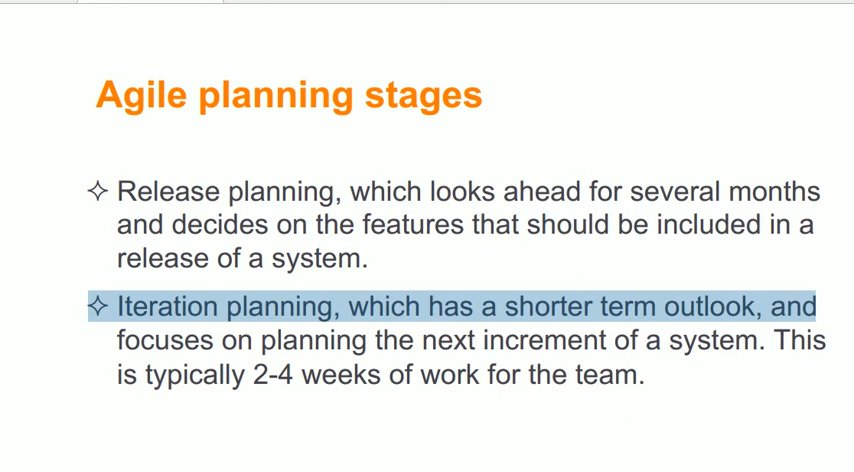 Agile planning stages
✧ Release planning, which looks ahead for several months
and decides on the features that should be included in a
release of a system.
✧ Iteration planning, which has a shorter term outlook, and
focuses on planning the next increment of a system. This
is typically 2-4 weeks of work for the team.